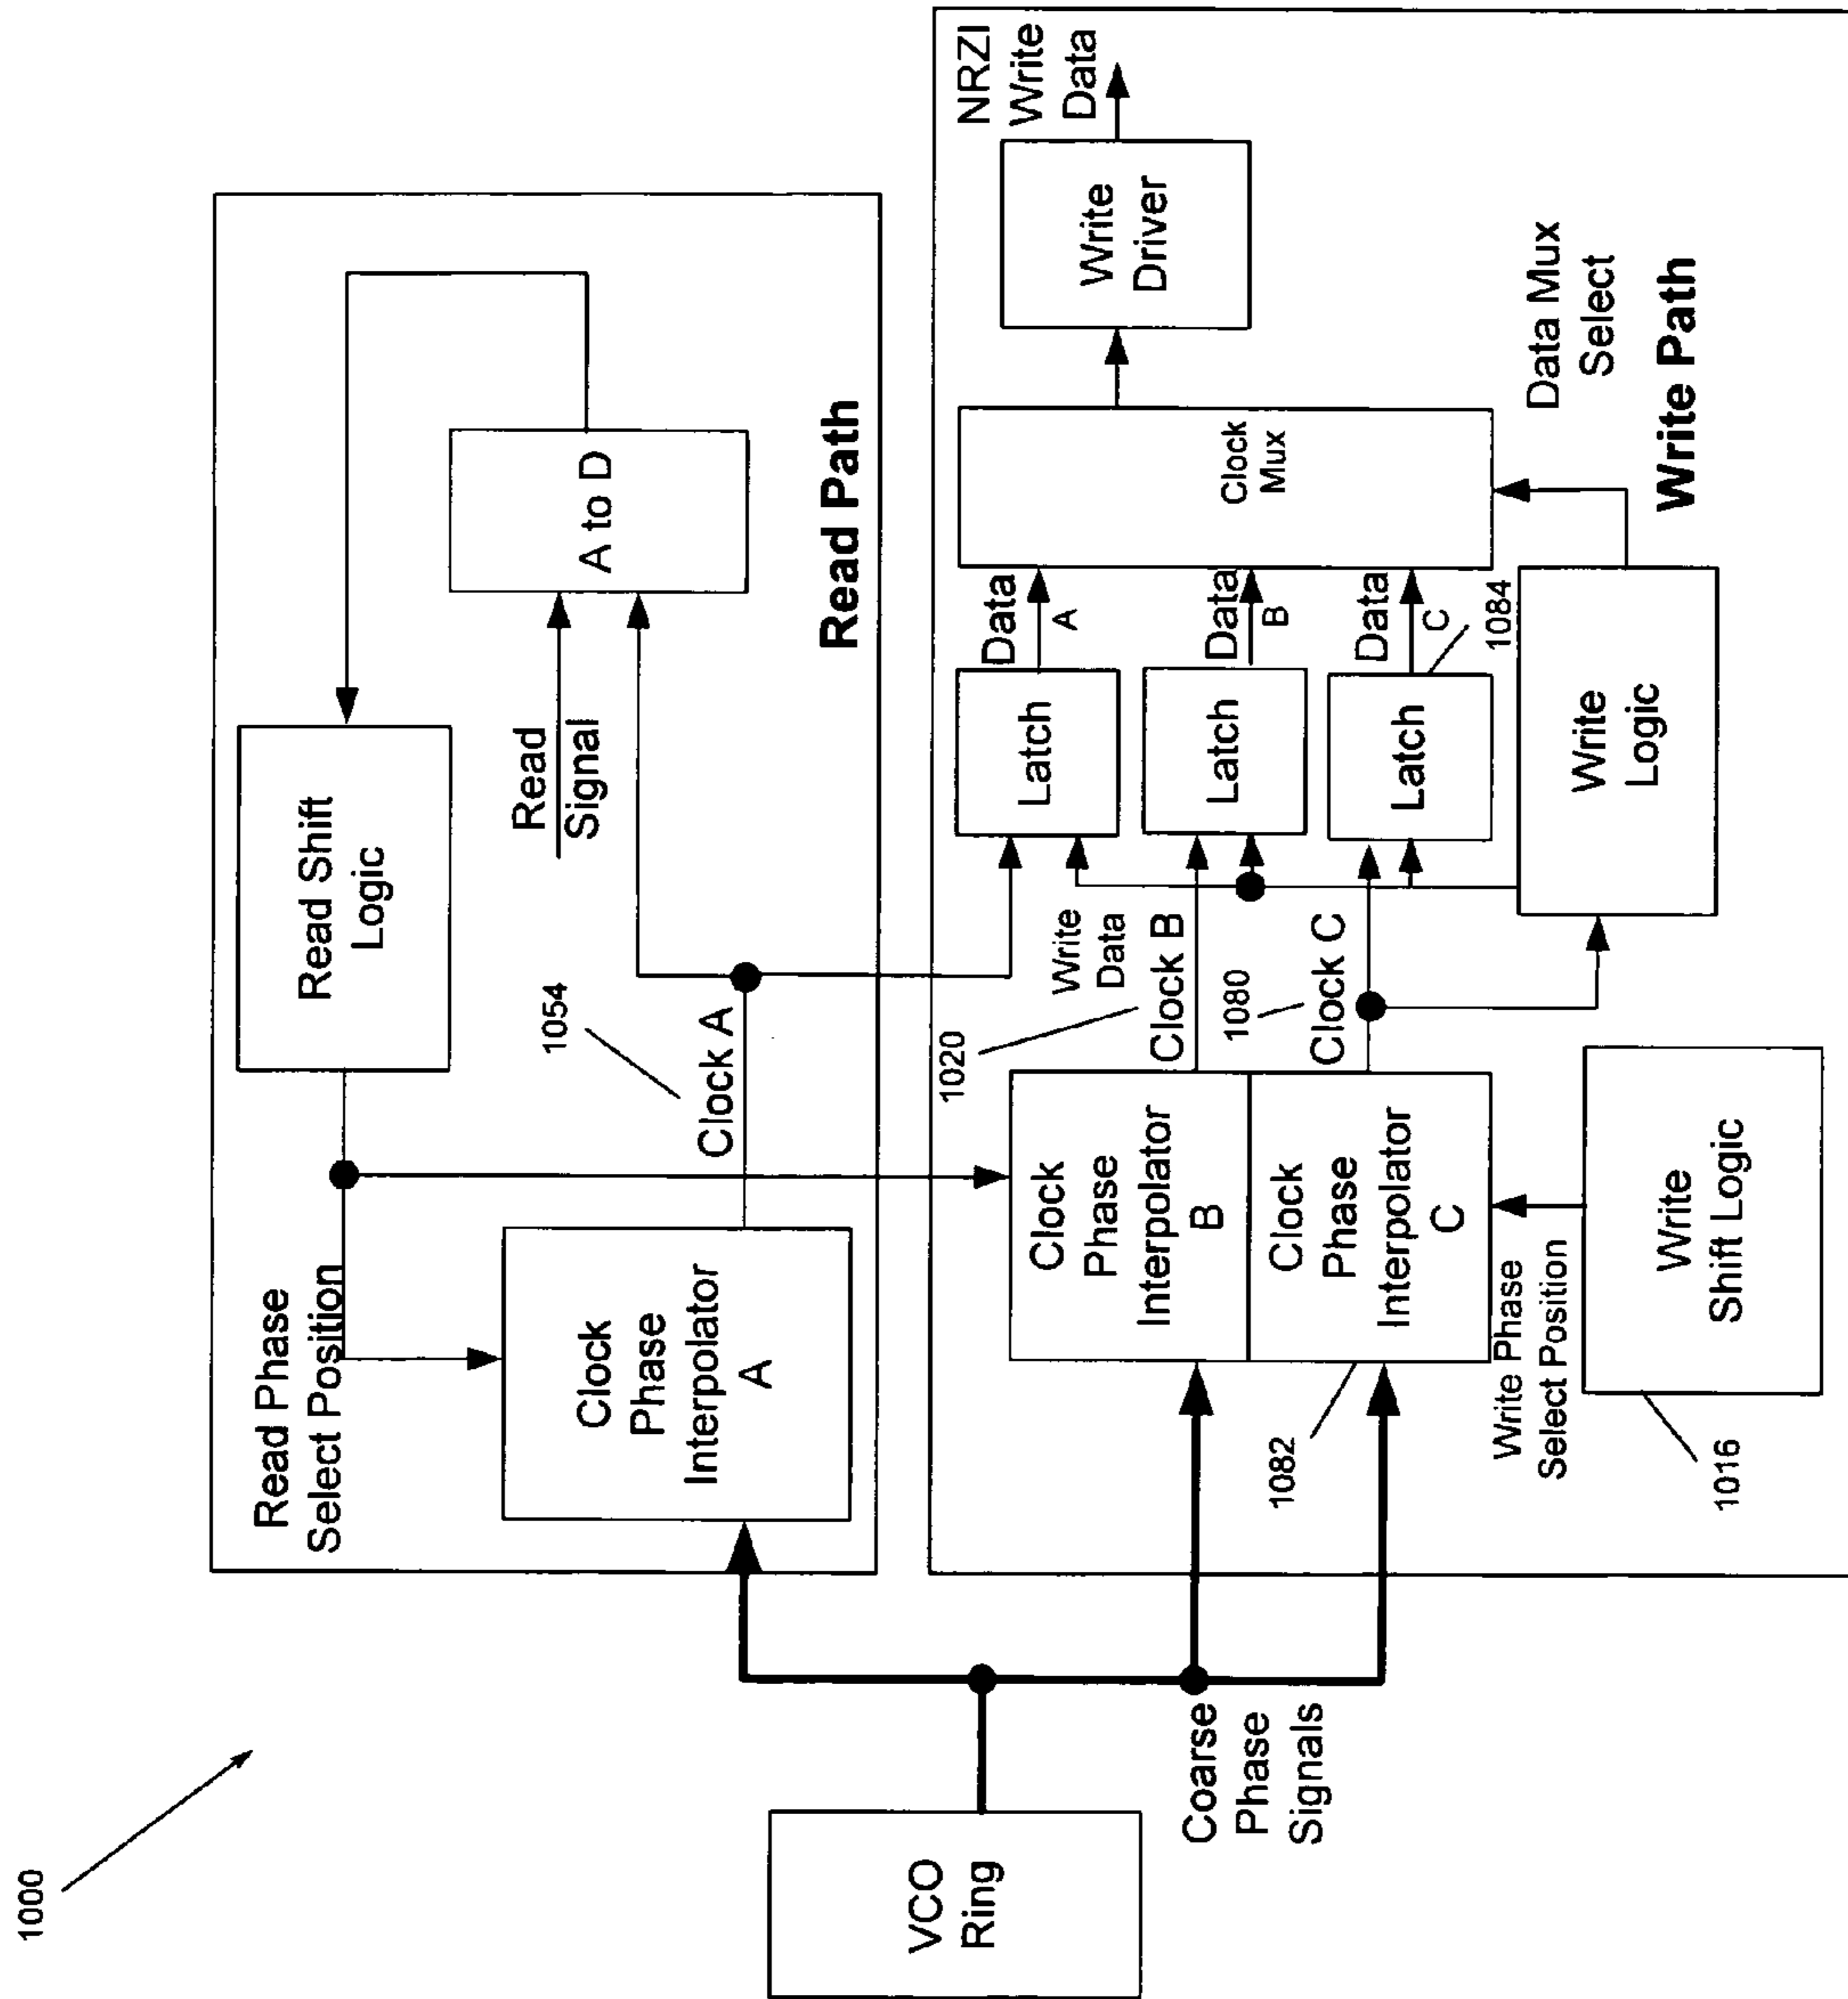 1000
VCO
Ring
Coarse
Phase
Signals
Read Phase
Select Position
Clock
Phase
Interpolator
A
1054
Clock A
Read Shift
Logic
Read
Signal
A to D
Read Path
Clock
Phase
Interpolator
B
Clock
Phase
Interpolator
C
1082
1020
Clock B
1080
Clock C
Write
Data
Write Phase
Select Position
Write
Shift Logic
1016
Latch
Latch
Latch
Data
A
Data
B
Data
C
1084
Write
Logic
Clock
Mux
Data Mux
Select
Write
Driver
NRZI
Write
Data
Write Path